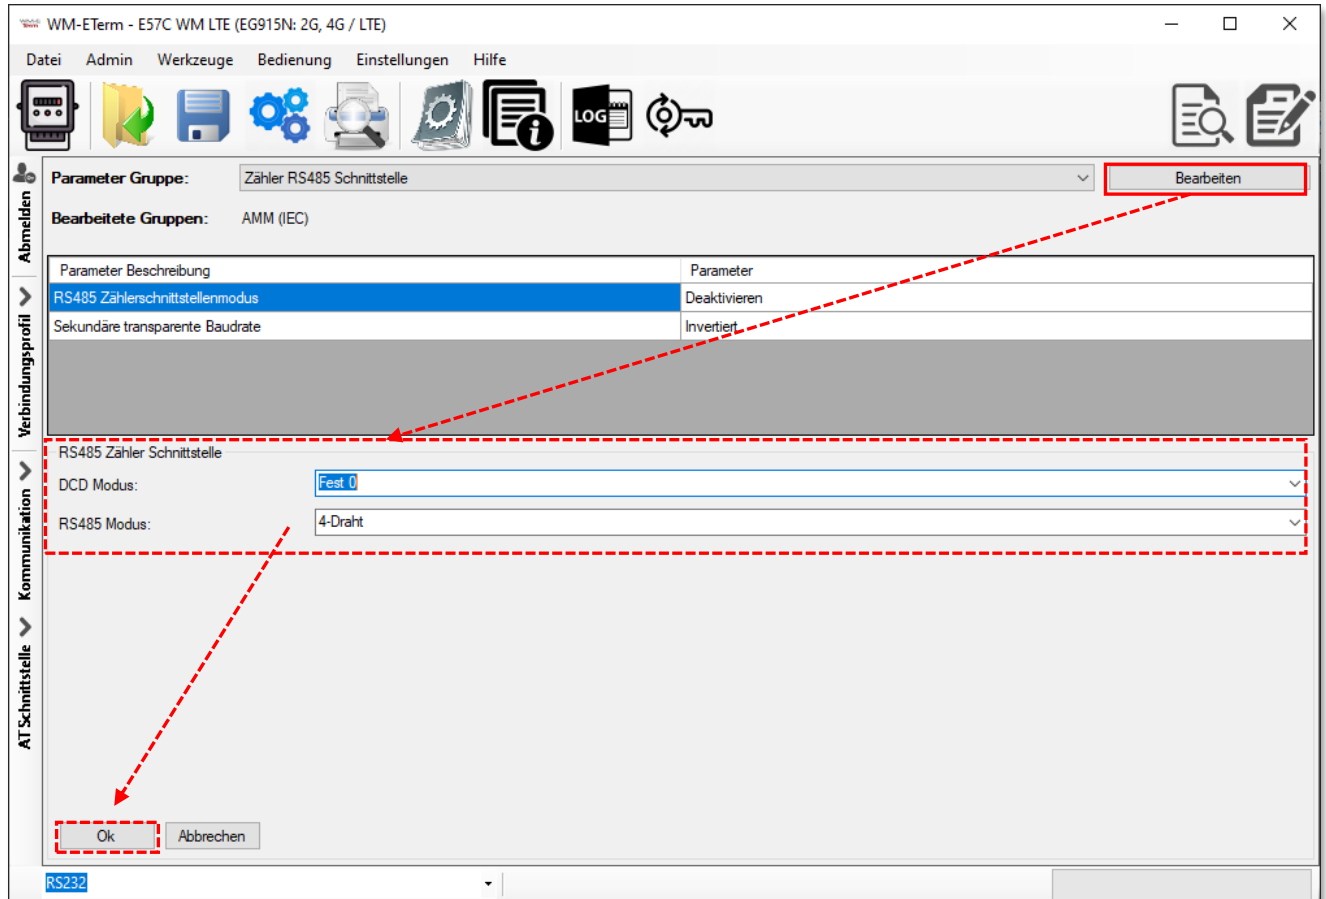 WM-ETerm - E57C WM LTE (EG915N: 2G, 4G / LTE)
Datei Admin Werkzeuge Bedienung Einstellungen Hilfe
LOG
Abmelden
Verbindungsprofil
Kommunikation
AT Schnittstelle
Parameter Gruppe: Zähler RS485 Schnittstelle Bearbeiten
Bearbeitete Gruppen: AMM (IEC)
Parameter Beschreibung Parameter
RS485 Zählerschnittstellenmodus Deaktivieren
Sekundäre transparente Baudrate Invertiert
RS485 Zähler Schnittstelle
DCD Modus: Fest 0
RS485 Modus: 4-Draht
Ok Abbrechen
RS232